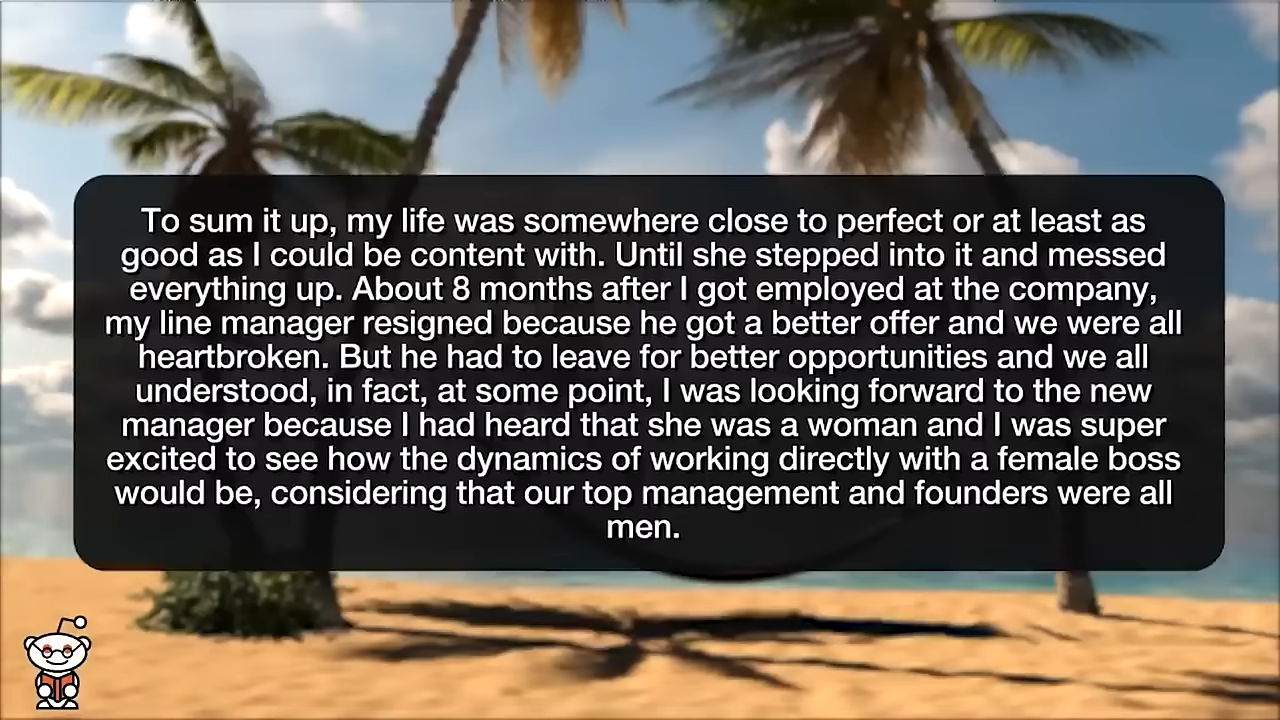 To sum it up, my life was somewhere close to perfect or at least as
good as I could be content with. Until she stepped into it and messed
everything up. About 8 months after I got employed at the company,
my line manager resigned because he got a better offer and we were all
heartbroken. But he had to leave for better opportunities and we all
understood, in fact, at some point, I was looking forward to the new
manager because I had heard that she was a woman and I was super
excited to see how the dynamics of working directly with a female boss
would be, considering that our top management and founders were all
men.